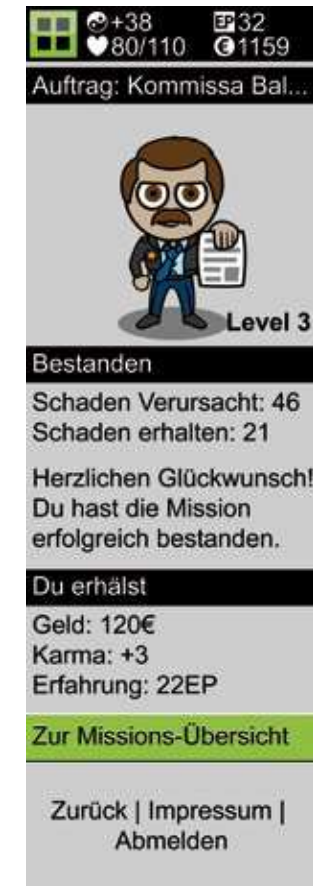 +38 EP 32
80/110 € 1159
Auftrag: Kommissa Bal...
Level 3
Bestanden
Schaden Verursacht: 46
Schaden erhalten: 21
Herzlichen Glückwunsch!
Du hast die Mission
erfolgreich bestanden.
Du erhälst
Geld: 120€
Karma: +3
Erfahrung: 22EP
Zur Missions-Übersicht
Zurück | Impressum |
Abmelden